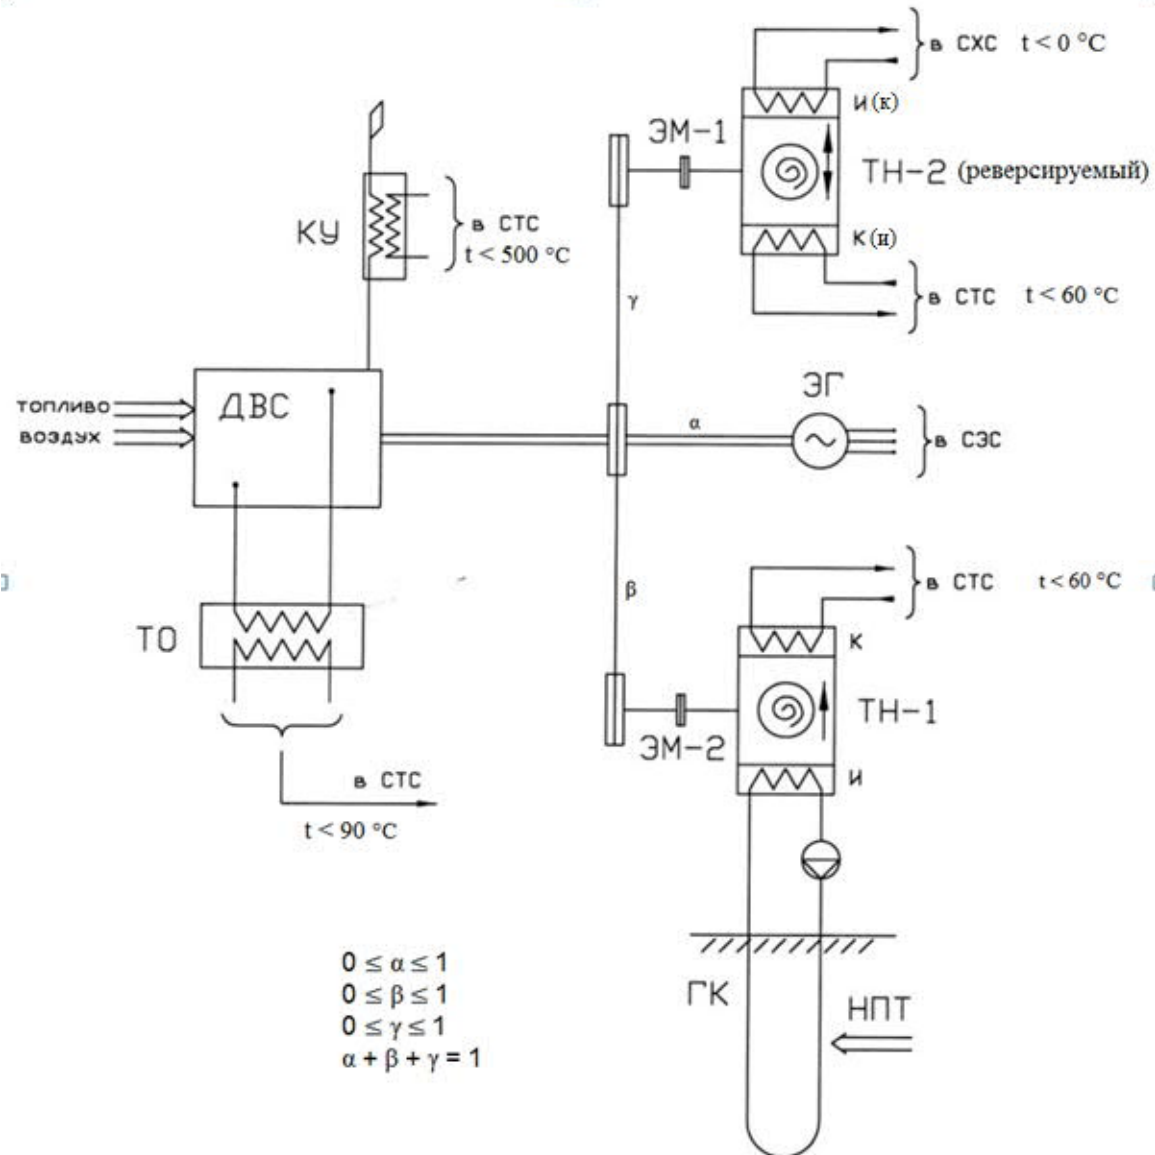 в СХС t < 0 °C
И (к)
ЭМ-1
ТН-2 (реверсируемый)
К (и)
КУ
в СТС
t < 500 °C
γ
в СТС t < 60 °C
ЭГ
ТОПЛИВО
ВОЗДУХ
ДВС
α
в СЭС
β
в СТС t < 60 °C
ТО
К
ТН-1
ЭМ-2
И
в СТС
t < 90 °C
0 ≤ α ≤ 1
0 ≤ β ≤ 1
0 ≤ γ ≤ 1
α + β + γ = 1
ГК
НПТ